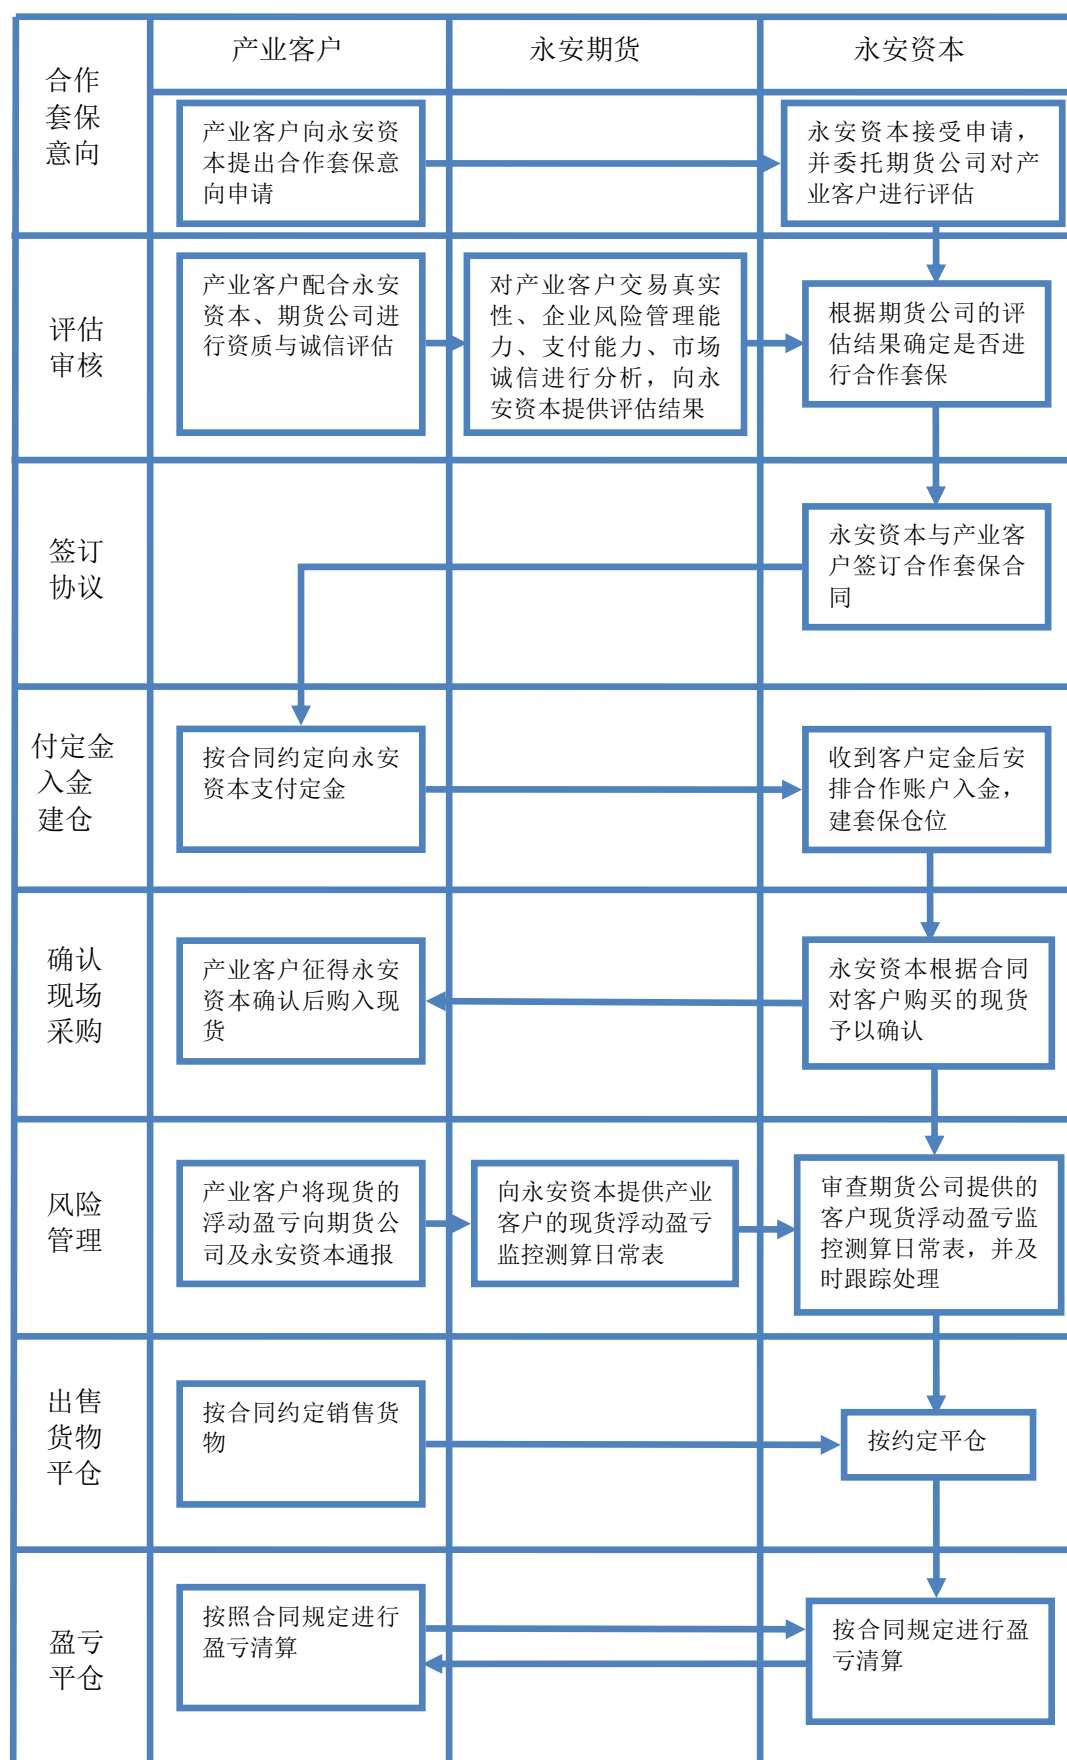 合作
套保
意向
产业客户
永安期货
永安资本
产业客户向永安资
本提出合作套保意
向申请
永安资本接受申请，
并委托期货公司对产
业客户进行评估
评估
审核
产业客户配合永安
资本、期货公司进
行资质与诚信评估
对产业客户交易真实
性、企业风险管理能
力、支付能力、市场
诚信进行分析，向永
安资本提供评估结果
根据期货公司的评
估结果确定是否进
行合作套保
签订
协议
永安资本与产业客
户签订合作套保合
同
付定金
入金
建仓
按合同约定向永安
资本支付定金
收到客户定金后安
排合作账户入金，
建套保仓位
确认
现场
采购
产业客户征得永安
资本确认后购入现
货
永安资本根据合同
对客户购买的现货
予以确认
风险
管理
产业客户将现货的
浮动盈亏向期货公
司及永安资本通报
向永安资本提供产业
客户的现货浮动盈亏
监控测算日常表
审查期货公司提供的
客户现货浮动盈亏监
控测算日常表，并及
时跟踪处理
出售
货物
平仓
按合同约定销售货
物
按约定平仓
盈亏
平仓
按照合同规定进行
盈亏清算
按合同规定进行盈
亏清算